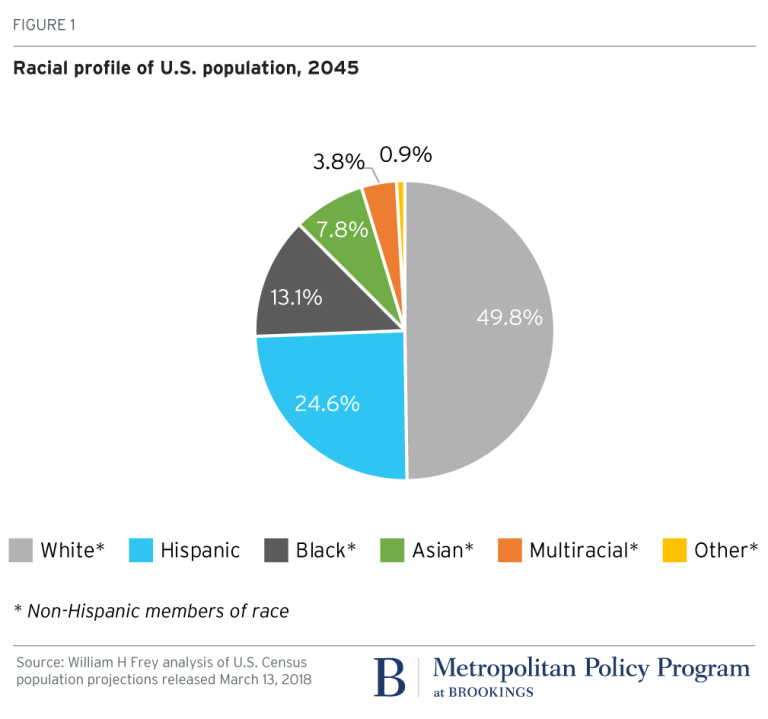 FIGURE 1
Racial profile of U.S. population, 2045
3.8% 0.9%
7.8%
13.1%
49.8%
24.6%
White* Hispanic Black* Asian* Multiracial* Other*
* Non-Hispanic members of race
Source: William H Frey analysis of U.S. Census
population projections released March 13, 2018
B
Metropolitan Policy Program
at BROOKINGS